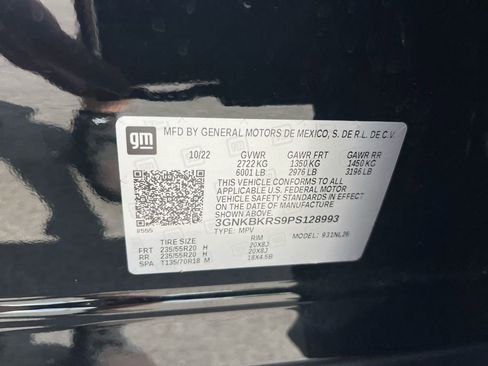 gm
MFD BY GENERAL MOTORS DE MEXICO, S. DE R.L. DE C.V.
10/22 GVWR GAWR FRT GAWR RR
2722 KG 1350 KG 1450 KG
6001 LB 2976 LB 3196 LB
THIS VEHICLE CONFORMS TO ALL
APPLICABLE U.S. FEDERAL MOTOR
VEHICLE SAFETY STANDARDS IN EFFECT
ON THE DATE OF MANUFACTURE
SHOWN ABOVE.
3GNKBKRS9PS128993
TYPE: MPV MODEL: 931NL26
TIRE SIZE RIM
FRT 235/55R20 H 20X8J
RR 235/55R20 H 20X8J
SPA T135/70R18 M 18X4.5B